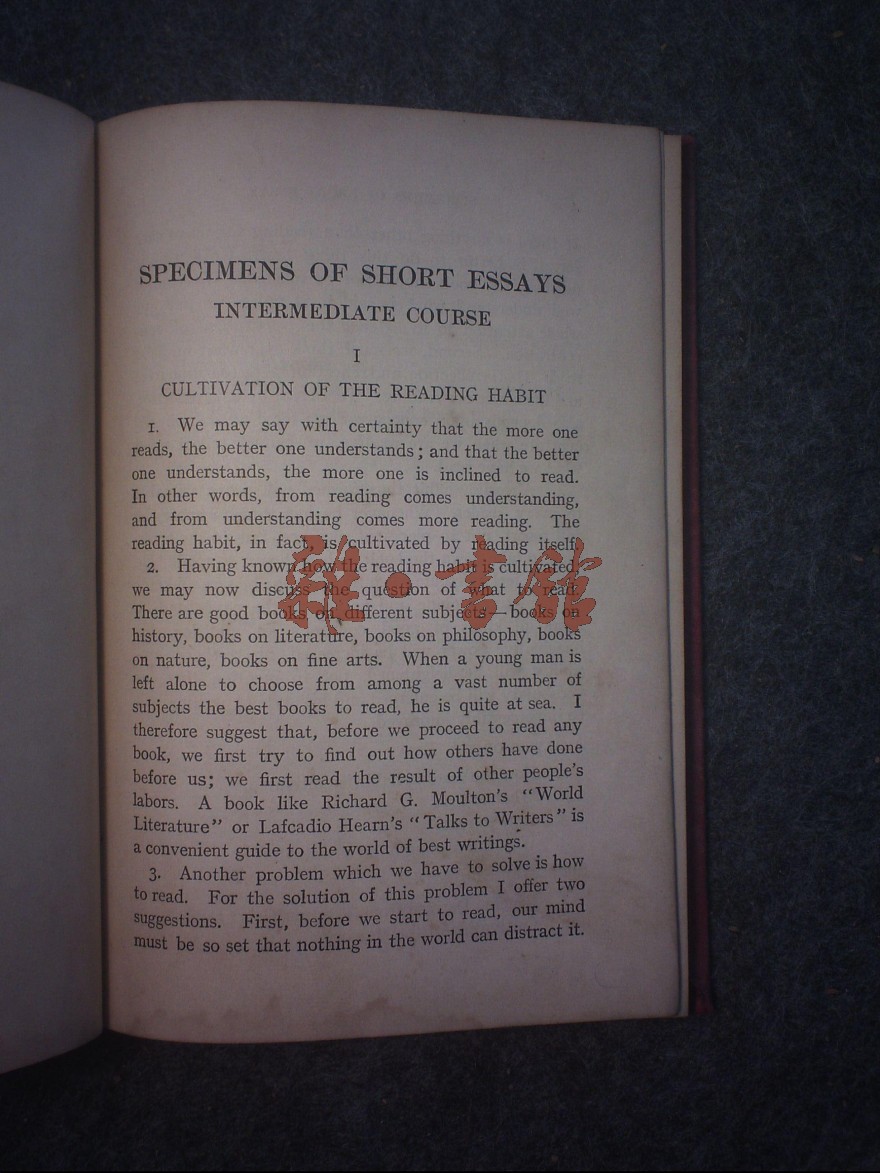 SPECIMENS OF SHORT ESSAYS
INTERMEDIATE COURSE
I
CULTIVATION OF THE READING HABIT
1. We may say with certainty that the more one
reads, the better one understands; and that the better
one understands, the more one is inclined to read.
In other words, from reading comes understanding,
and from understanding comes more reading. The
reading habit, in fact, is cultivated by reading itself.
2. Having known how the reading habit is cultivated,
we may now discuss the question of what to read.
There are good books on different subjects—books on
history, books on literature, books on philosophy, books
on nature, books on fine arts. When a young man is
left alone to choose from among a vast number of
subjects the best books to read, he is quite at sea. I
therefore suggest that, before we proceed to read any
book, we first try to find out how others have done
before us; we first read the result of other people's
labors. A book like Richard G. Moulton's "World
Literature" or Lafcadio Hearn's "Talks to Writers" is
a convenient guide to the world of best writings.
3. Another problem which we have to solve is how
to read. For the solution of this problem I offer two
suggestions. First, before we start to read, our mind
must be so set that nothing in the world can distract it.
雜·書館